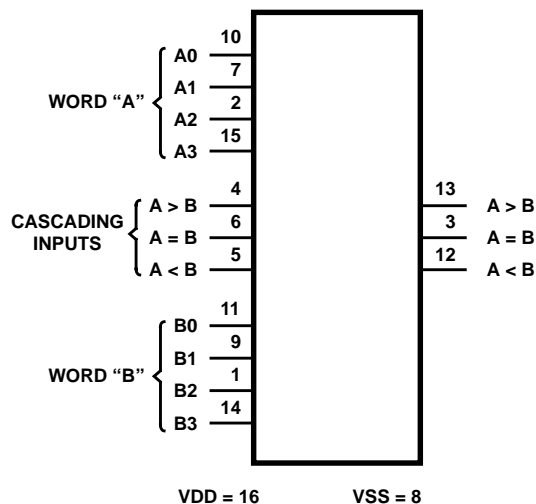 10
A0
7
A1
WORD “A”
2
A2
15
A3
4
A > B
CASCADING
INPUTS
6
A = B
5
A < B
13
A > B
3
A = B
12
A < B
11
B0
9
B1
WORD “B”
1
B2
14
B3
VDD = 16 VSS = 8